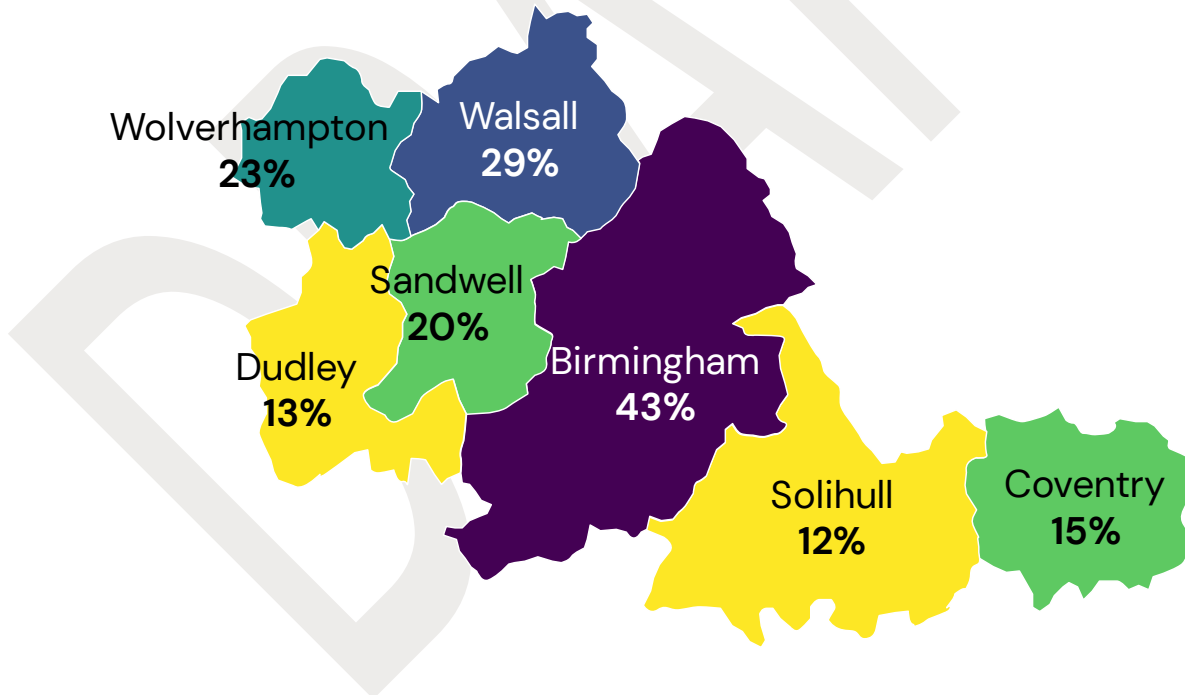 Wolverhampton
23%
Walsall
29%
Sandwell
20%
Dudley
13%
Birmingham
43%
Solihull
12%
Coventry
15%